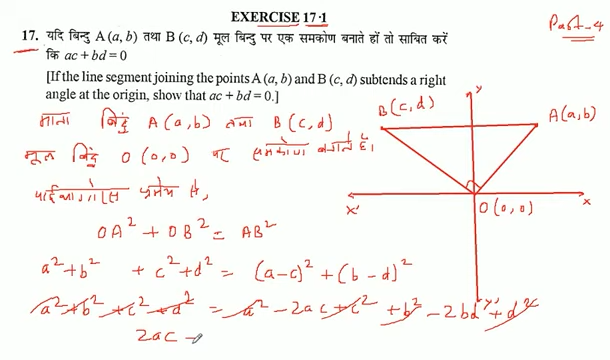 EXERCISE 17·1
Part-4
17. यदि बिन्दु A (a, b) तथा B (c, d) मूल बिन्दु पर एक समकोण बनाते हों तो साबित करें
कि ac + bd = 0
[If the line segment joining the points A (a, b) and B (c, d) subtends a right
angle at the origin, show that ac + bd = 0.]
माना बिंदु A(a,b) तथा B(c,d)
मूल बिंदु O(0,0) पर समकोण बनाते हैं।
पाईथागोरस प्रमेय से,
OA² + OB² = AB²
a²+b² + c²+d² = (a-c)² + (b-d)²
a²+b²+c²+d² = a²-2ac+c²+b²-2bd+d²
2ac -
Y
B(c,d)
A(a,b)
X'
O(0,0)
X
Y'